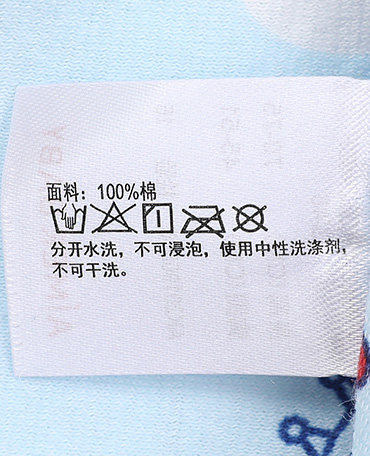 面料：100%棉
分开水洗，不可浸泡，使用中性洗涤剂，
不可干洗。